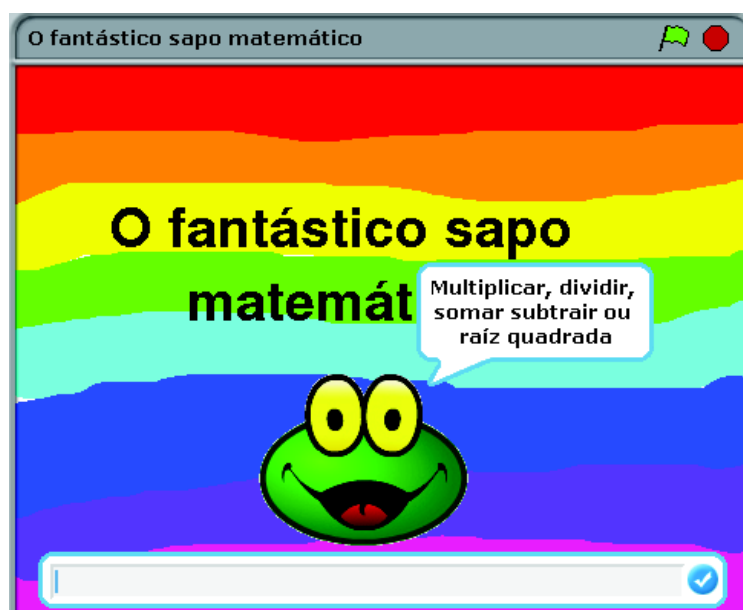 O fantástico sapo matemático
O fantástico sapo
matemát
Multiplicar, dividir,
somar subtrair ou
raíz quadrada